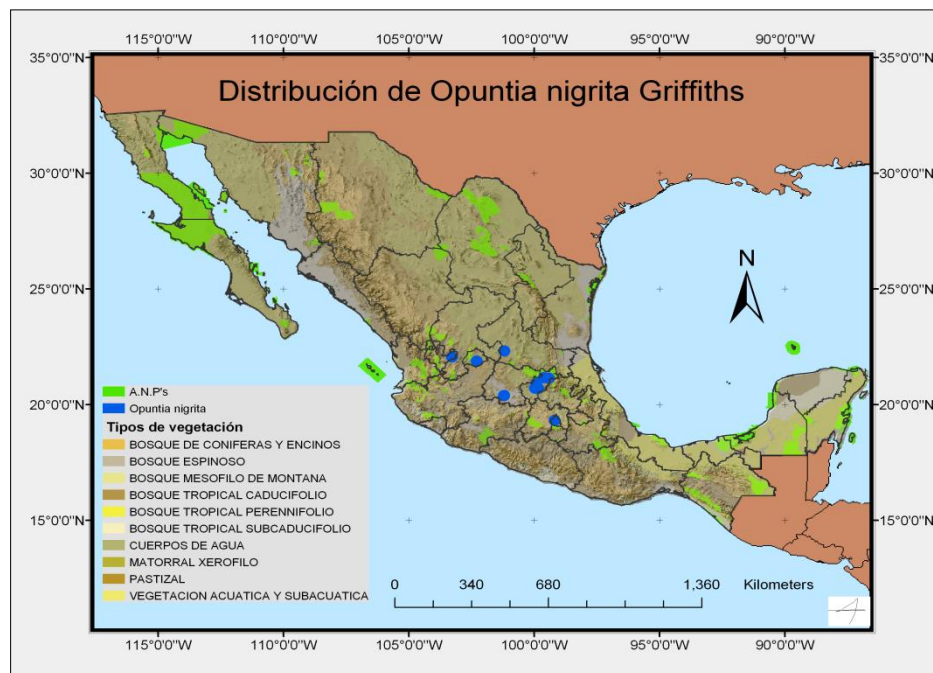 115°0'0"W 110°0'0"W 105°0'0"W 100°0'0"W 95°0'0"W 90°0'0"W
35°0'0"N 35°0'0"N
Distribución de Opuntia nigrita Griffiths
30°0'0"N 30°0'0"N
N
25°0'0"N 25°0'0"N
20°0'0"N 20°0'0"N
A.N.P's
Opuntia nigrita
Tipos de vegetación
BOSQUE DE CONIFERAS Y ENCINOS
BOSQUE ESPINOSO
BOSQUE MESOFILO DE MONTANA
BOSQUE TROPICAL CADUCIFOLIO
BOSQUE TROPICAL PERENNIFOLIO
BOSQUE TROPICAL SUBCADUCIFOLIO
CUERPOS DE AGUA
MATORRAL XEROFILO
PASTIZAL
VEGETACION ACUATICA Y SUBACUATICA
15°0'0"N 15°0'0"N
0 340 680 1,360 Kilometers
115°0'0"W 110°0'0"W 105°0'0"W 100°0'0"W 95°0'0"W 90°0'0"W